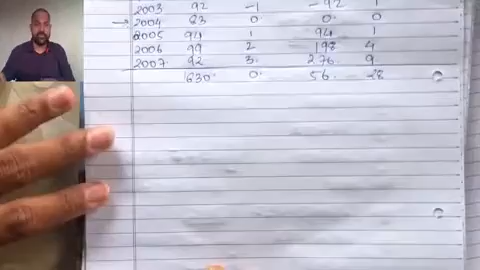 2003 92 -1 -92 1
→ 2004 83 0 0 0
2005 94 1 94 1
2006 99 2 198 4
2007 92 3 276 9
630 0 56 28